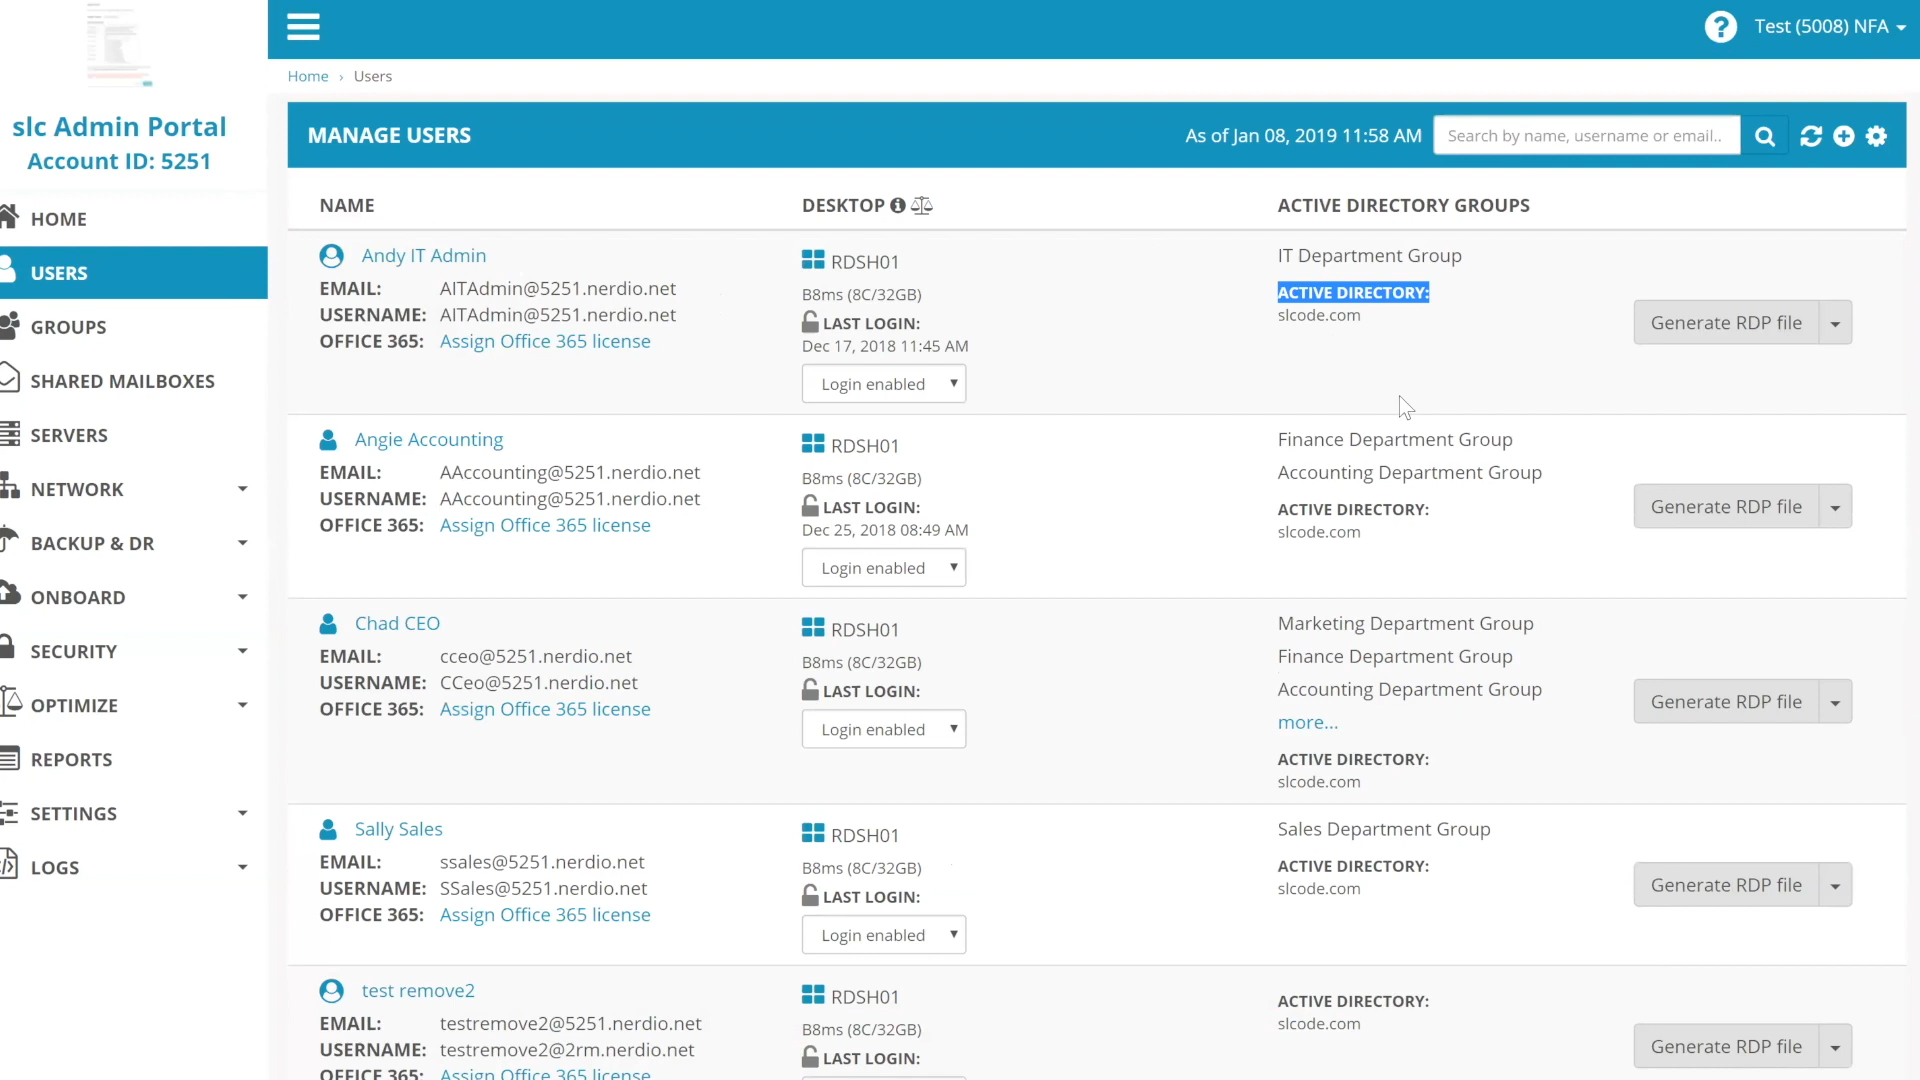 Test (5008) NFA
Home › Users
slc Admin Portal
Account ID: 5251
HOME
USERS
GROUPS
SHARED MAILBOXES
SERVERS
NETWORK
BACKUP & DR
ONBOARD
SECURITY
OPTIMIZE
REPORTS
SETTINGS
LOGS
MANAGE USERS As of Jan 08, 2019 11:58 AM Search by name, username or email..
NAME DESKTOP ACTIVE DIRECTORY GROUPS
Andy IT Admin
EMAIL: AITAdmin@5251.nerdio.net
USERNAME: AITAdmin@5251.nerdio.net
OFFICE 365: Assign Office 365 license
RDSH01
B8ms (8C/32GB)
LAST LOGIN:
Dec 17, 2018 11:45 AM
Login enabled
IT Department Group
ACTIVE DIRECTORY:
slcode.com
Generate RDP file
Angie Accounting
EMAIL: AAccounting@5251.nerdio.net
USERNAME: AAccounting@5251.nerdio.net
OFFICE 365: Assign Office 365 license
RDSH01
B8ms (8C/32GB)
LAST LOGIN:
Dec 25, 2018 08:49 AM
Login enabled
Finance Department Group
Accounting Department Group
ACTIVE DIRECTORY:
slcode.com
Generate RDP file
Chad CEO
EMAIL: cceo@5251.nerdio.net
USERNAME: CCeo@5251.nerdio.net
OFFICE 365: Assign Office 365 license
RDSH01
B8ms (8C/32GB)
LAST LOGIN:
Login enabled
Marketing Department Group
Finance Department Group
Accounting Department Group
more...
ACTIVE DIRECTORY:
slcode.com
Generate RDP file
Sally Sales
EMAIL: ssales@5251.nerdio.net
USERNAME: SSales@5251.nerdio.net
OFFICE 365: Assign Office 365 license
RDSH01
B8ms (8C/32GB)
LAST LOGIN:
Login enabled
Sales Department Group
ACTIVE DIRECTORY:
slcode.com
Generate RDP file
test remove2
EMAIL: testremove2@5251.nerdio.net
USERNAME: testremove2@2rm.nerdio.net
OFFICE 365: Assign Office 365 license
RDSH01
B8ms (8C/32GB)
LAST LOGIN:
ACTIVE DIRECTORY:
slcode.com
Generate RDP file